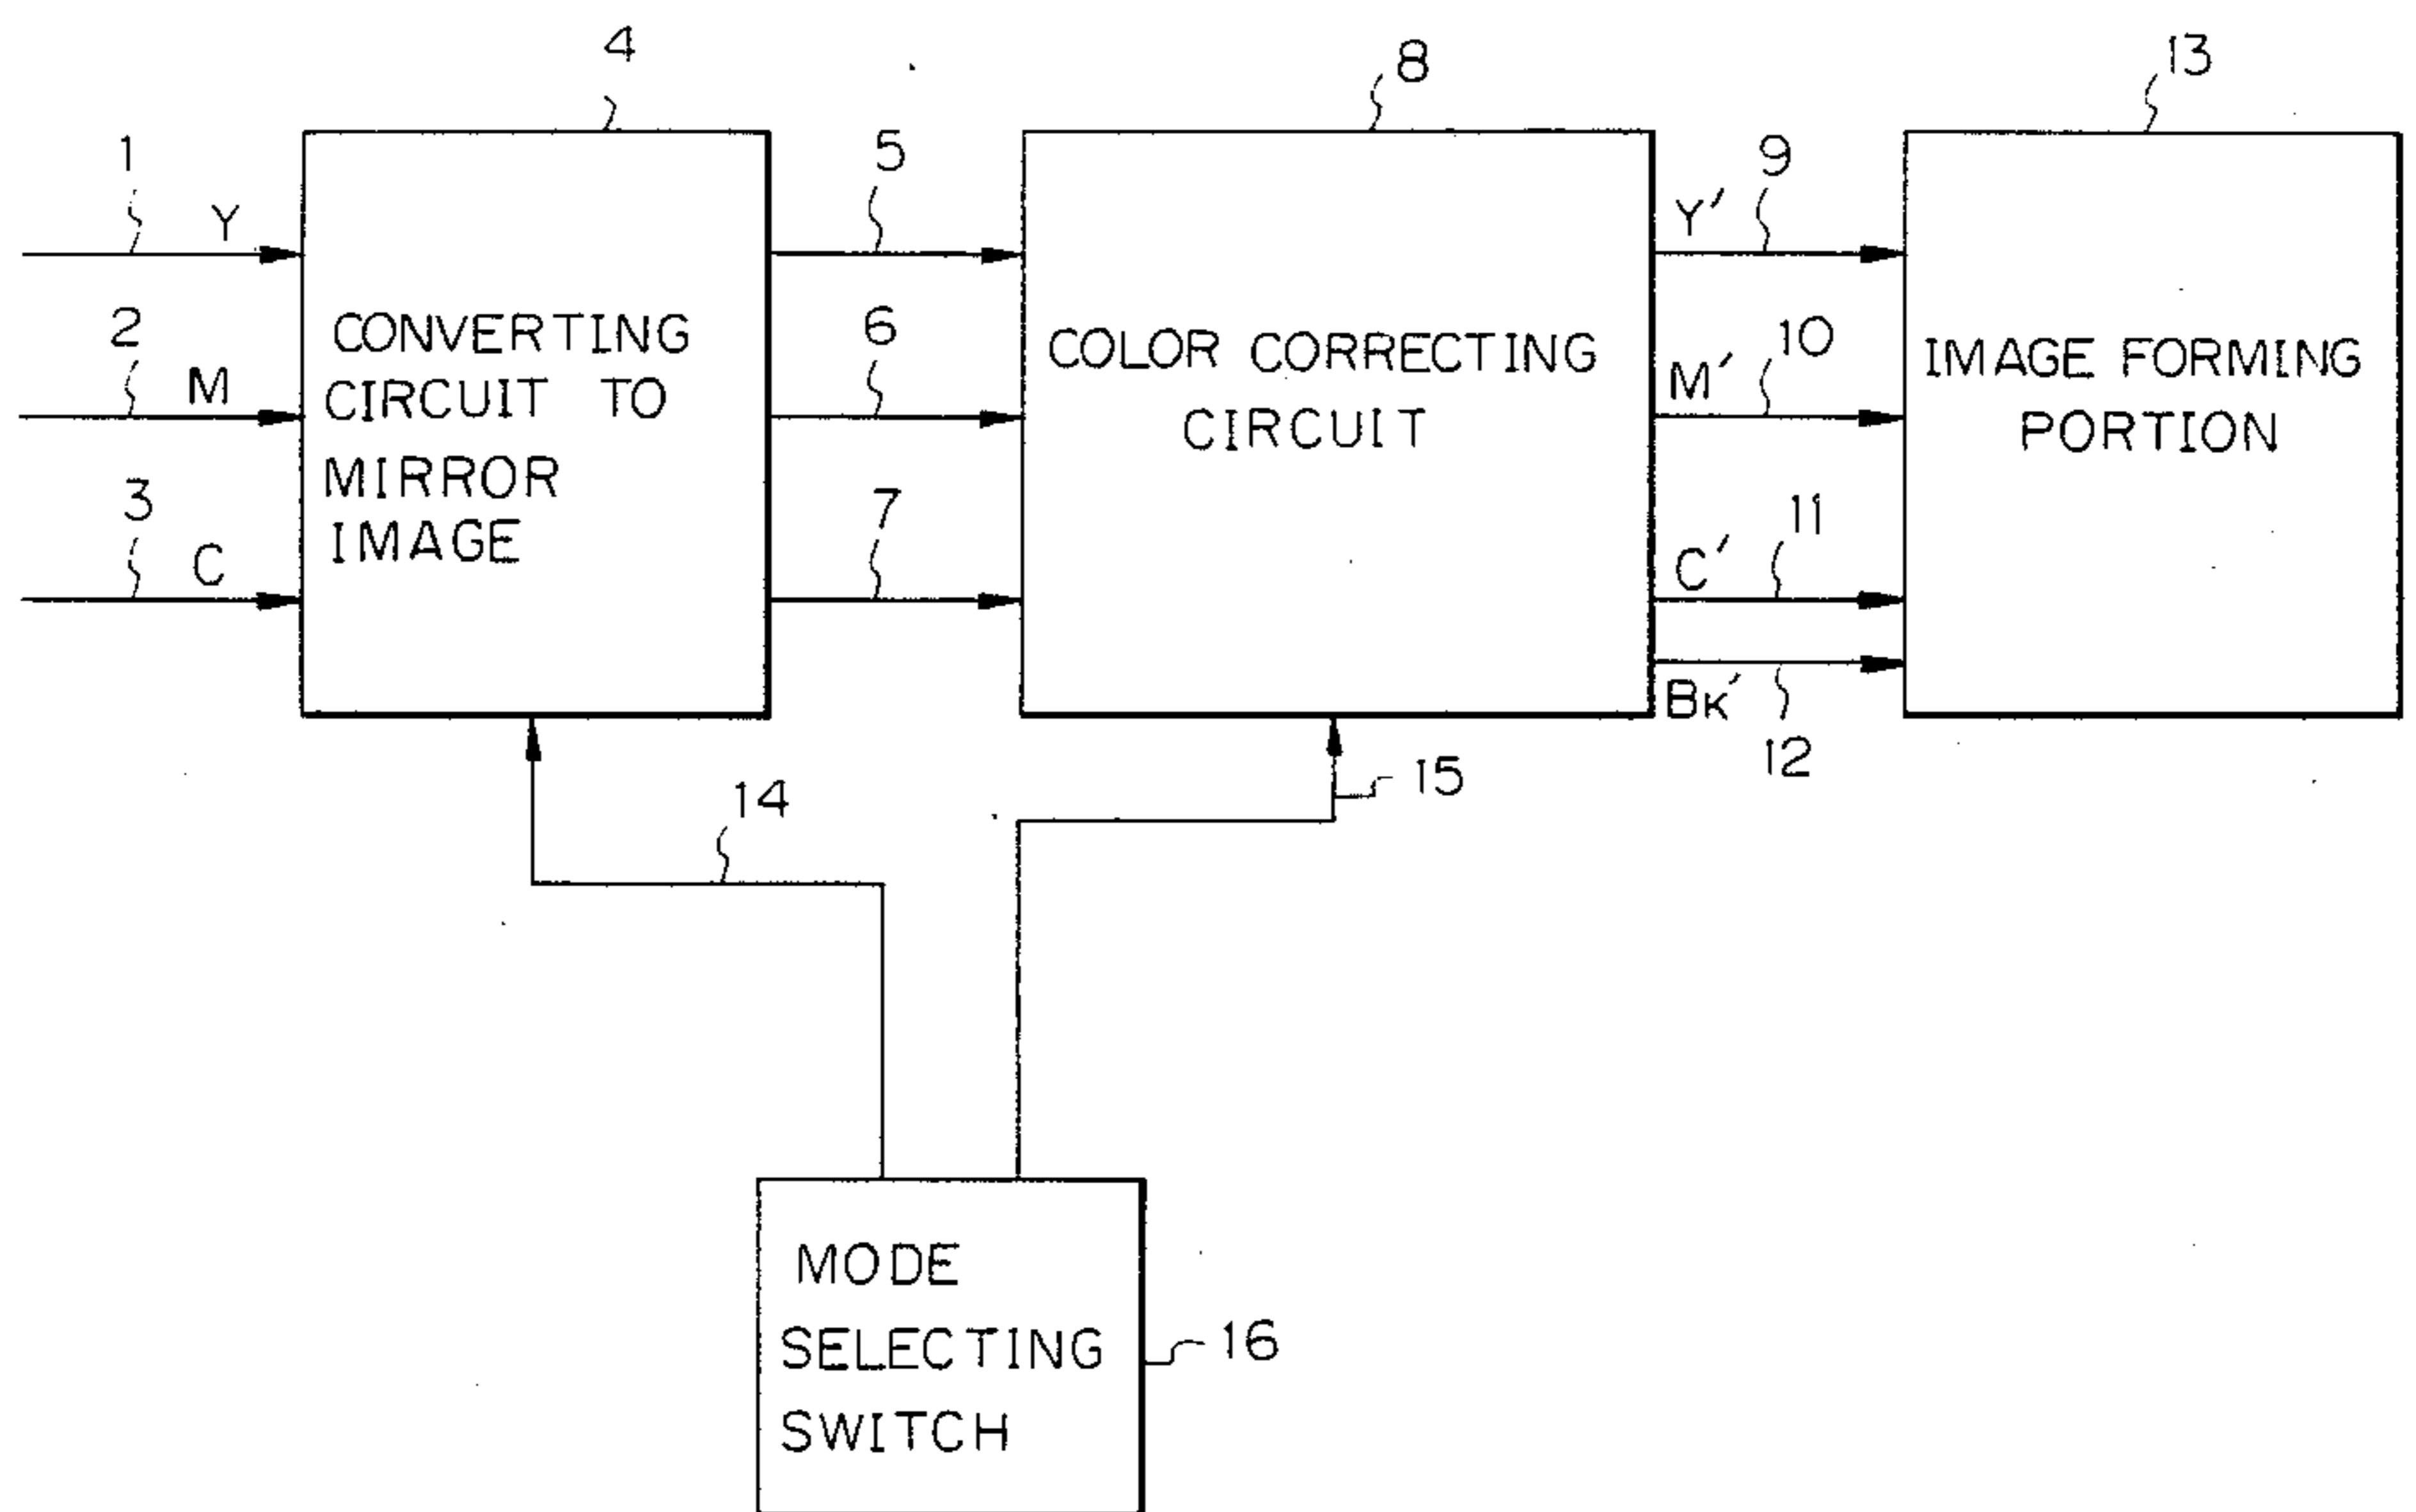 4
8
13
1
5
9
Y
Y'
2
6
10
M
M'
CONVERTING
CIRCUIT TO
MIRROR
IMAGE
COLOR CORRECTING
CIRCUIT
IMAGE FORMING
PORTION
3
7
11
C
C'
BK'
12
14
15
MODE
SELECTING
SWITCH
16